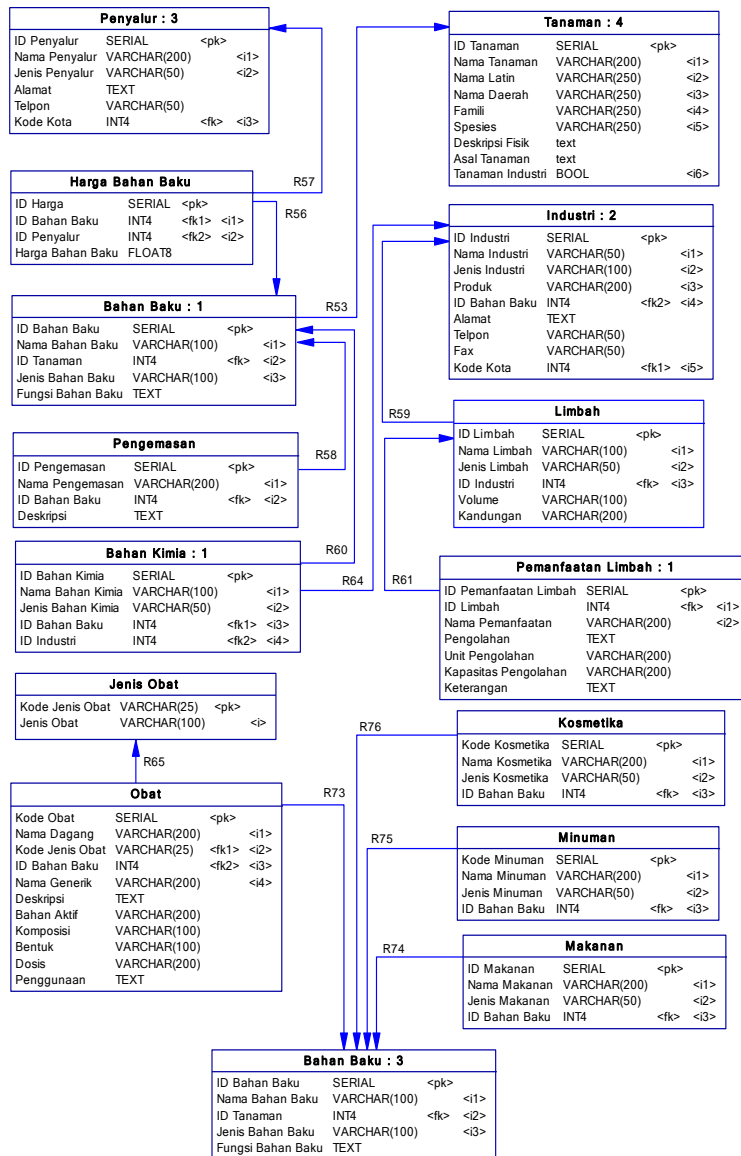 Penyalur : 3
ID Penyalur SERIAL <pk>
Nama Penyalur VARCHAR(200) <i1>
Jenis Penyalur VARCHAR(50) <i2>
Alamat TEXT
Telpon VARCHAR(50)
Kode Kota INT4 <fk> <i3>
Tanaman : 4
ID Tanaman SERIAL <pk>
Nama Tanaman VARCHAR(200) <i1>
Nama Latin VARCHAR(250) <i2>
Nama Daerah VARCHAR(250) <i3>
Famili VARCHAR(250) <i4>
Spesies VARCHAR(250) <i5>
Deskripsi Fisik text
Asal Tanaman text
Tanaman Industri BOOL <i6>
Harga Bahan Baku
ID Harga SERIAL <pk>
ID Bahan Baku INT4 <fk1> <i1>
ID Penyalur INT4 <fk2> <i2>
Harga Bahan Baku FLOAT8
R57
R56
Industri : 2
ID Industri SERIAL <pk>
Nama Industri VARCHAR(50) <i1>
Jenis Industri VARCHAR(100) <i2>
Produk VARCHAR(200) <i3>
ID Bahan Baku INT4 <fk2> <i4>
Alamat TEXT
Telpon VARCHAR(50)
Fax VARCHAR(50)
Kode Kota INT4 <fk1> <i5>
Bahan Baku : 1
ID Bahan Baku SERIAL <pk>
Nama Bahan Baku VARCHAR(100) <i1>
ID Tanaman INT4 <fk> <i2>
Jenis Bahan Baku VARCHAR(100) <i3>
Fungsi Bahan Baku TEXT
R53
R59
Limbah
ID Limbah SERIAL <pk>
Nama Limbah VARCHAR(100) <i1>
Jenis Limbah VARCHAR(50) <i2>
ID Industri INT4 <fk> <i3>
Volume VARCHAR(100)
Kandungan VARCHAR(200)
Pengemasan
ID Pengemasan SERIAL <pk>
Nama Pengemasan VARCHAR(200) <i1>
ID Bahan Baku INT4 <fk> <i2>
Deskripsi TEXT
R58
Bahan Kimia : 1
ID Bahan Kimia SERIAL <pk>
Nama Bahan Kimia VARCHAR(100) <i1>
Jenis Bahan Kimia VARCHAR(50) <i2>
ID Bahan Baku INT4 <fk1> <i3>
ID Industri INT4 <fk2> <i4>
R60
R64
R61
Pemanfaatan Limbah : 1
ID Pemanfaatan Limbah SERIAL <pk>
ID Limbah INT4 <fk> <i1>
Nama Pemanfaatan VARCHAR(200) <i2>
Pengolahan TEXT
Unit Pengolahan VARCHAR(200)
Kapasitas Pengolahan VARCHAR(200)
Keterangan TEXT
Jenis Obat
Kode Jenis Obat VARCHAR(25) <pk>
Jenis Obat VARCHAR(100) <i>
R65
R76
Kosmetika
Kode Kosmetika SERIAL <pk>
Nama Kosmetika VARCHAR(200) <i1>
Jenis Kosmetika VARCHAR(50) <i2>
ID Bahan Baku INT4 <fk> <i3>
Obat
Kode Obat SERIAL <pk>
Nama Dagang VARCHAR(200) <i1>
Kode Jenis Obat VARCHAR(25) <fk1> <i2>
ID Bahan Baku INT4 <fk2> <i3>
Nama Generik VARCHAR(200) <i4>
Deskripsi TEXT
Bahan Aktif VARCHAR(200)
Komposisi VARCHAR(100)
Bentuk VARCHAR(100)
Dosis VARCHAR(200)
Penggunaan TEXT
R73
R75
Minuman
Kode Minuman SERIAL <pk>
Nama Minuman VARCHAR(200) <i1>
Jenis Minuman VARCHAR(50) <i2>
ID Bahan Baku INT4 <fk> <i3>
R74
Makanan
ID Makanan SERIAL <pk>
Nama Makanan VARCHAR(200) <i1>
Jenis Makanan VARCHAR(50) <i2>
ID Bahan Baku INT4 <fk> <i3>
Bahan Baku : 3
ID Bahan Baku SERIAL <pk>
Nama Bahan Baku VARCHAR(100) <i1>
ID Tanaman INT4 <fk> <i2>
Jenis Bahan Baku VARCHAR(100) <i3>
Fungsi Bahan Baku TEXT